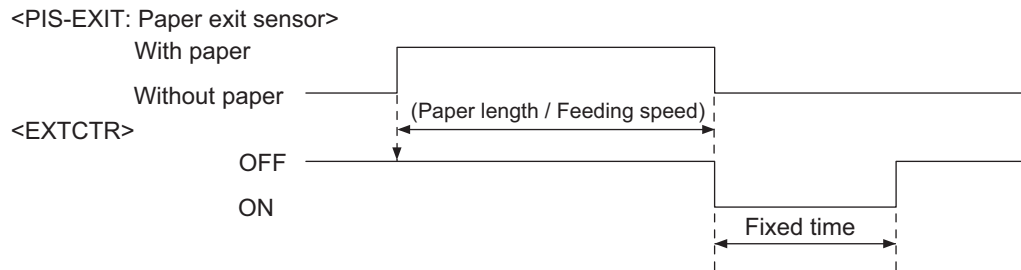 <PIS-EXIT: Paper exit sensor>
With paper
Without paper
(Paper length / Feeding speed)
<EXTCTR>
OFF
ON
Fixed time